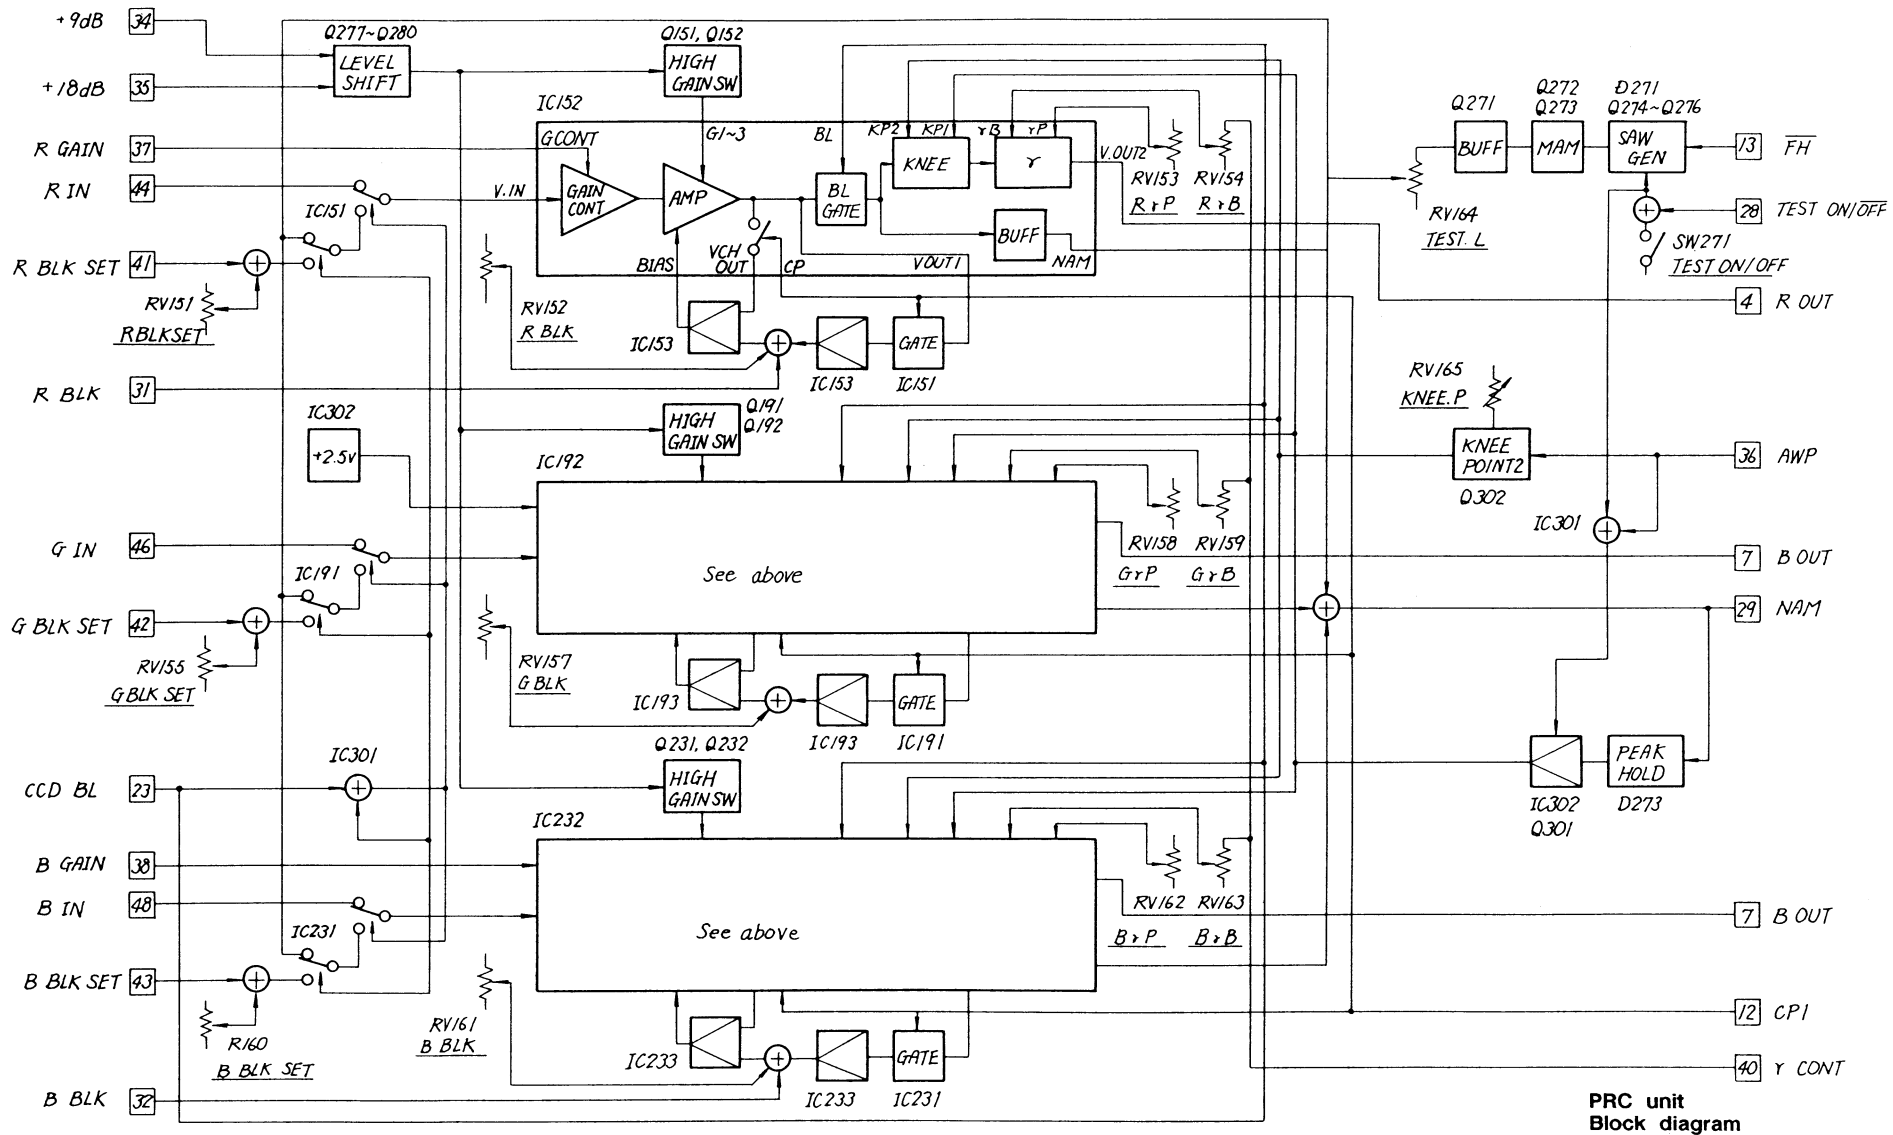 +9dB 34
Q277~Q280
LEVEL
SHIFT
+18dB 35
Q151, Q152
HIGH
GAIN SW
IC152
GCONT
G1~3
BL
KP2
KP1
γB
γP
R GAIN 37
R IN 44
IC151
V.IN
GAIN
CONT
AMP
BL
GATE
KNEE
γ
V.OUT2
BUFF
NAM
VCH
OUT
CP
VOUT1
BIAS
R BLK SET 41
RV151
R BLK SET
RV152
R BLK
IC153
IC153
GATE
IC151
R BLK 31
RV153
RγP
RV154
RγB
Q271
BUFF
Q272
Q273
MAM
D271
Q274~Q276
SAW
GEN
13 FH
RV164
TEST. L
28 TEST ON/OFF
SW271
TEST ON/OFF
4 R OUT
RV165
KNEE. P
KNEE
POINT2
Q302
36 AWP
IC301
IC302
+2.5V
HIGH
GAIN SW
Q191
Q192
IC192
See above
G IN 46
IC191
G BLK SET 42
RV155
G BLK SET
RV157
G BLK
IC193
IC193
GATE
IC191
RV158
GγP
RV159
GγB
7 B OUT
29 NAM
Q231, Q232
HIGH
GAIN SW
IC232
See above
CCD BL 23
IC301
B GAIN 38
B IN 48
IC231
B BLK SET 43
R160
B BLK SET
RV161
B BLK
IC233
IC233
GATE
IC231
B BLK 32
RV162
BγP
RV163
BγB
IC302
Q301
PEAK
HOLD
D273
7 B OUT
12 CP1
40 γ CONT
PRC unit
Block diagram